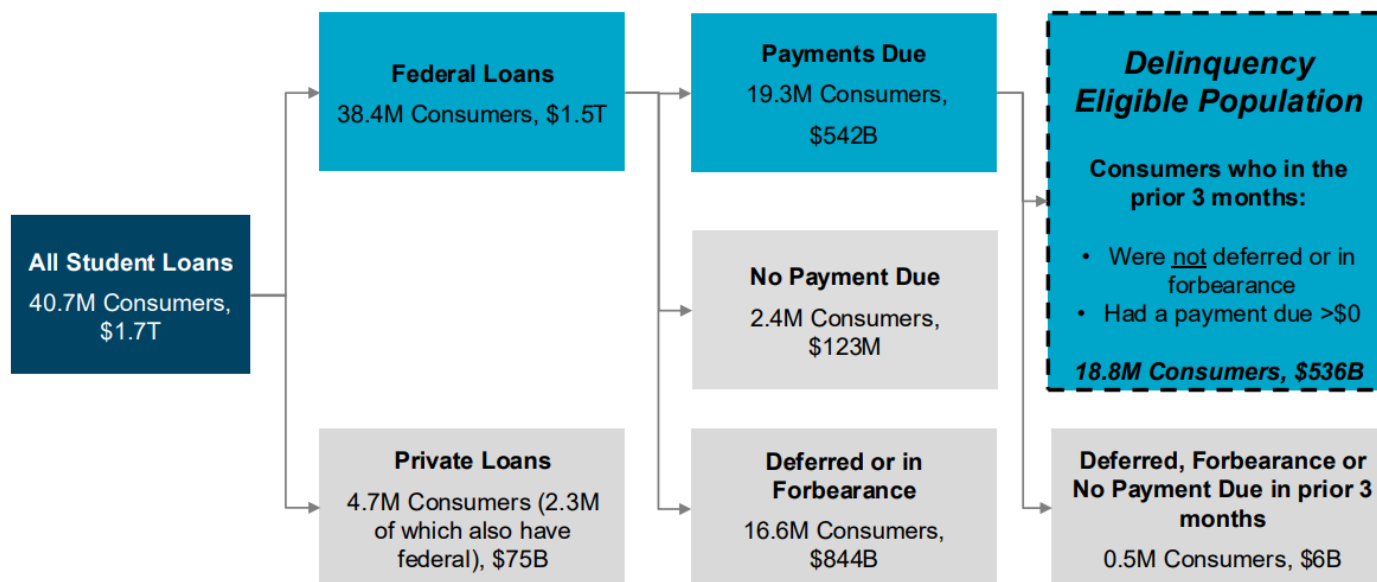 All Student Loans
40.7M Consumers,
$1.7T
Federal Loans
38.4M Consumers, $1.5T
Private Loans
4.7M Consumers (2.3M
of which also have
federal), $75B
Payments Due
19.3M Consumers,
$542B
No Payment Due
2.4M Consumers,
$123M
Deferred or in
Forbearance
16.6M Consumers,
$844B
Delinquency
Eligible Population
Consumers who in the
prior 3 months:
• Were not deferred or in
forbearance
• Had a payment due >$0
18.8M Consumers, $536B
Deferred, Forbearance or
No Payment Due in prior 3
months
0.5M Consumers, $6B